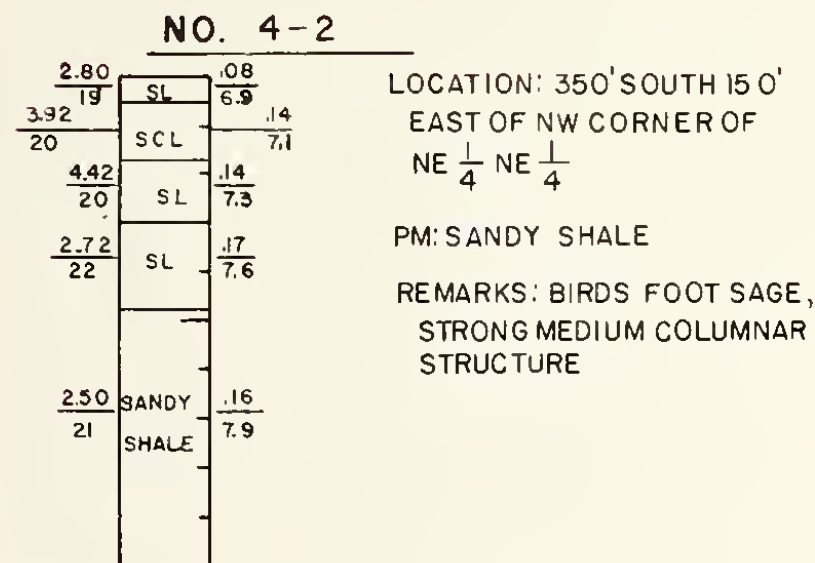 NO. 4-2
2.80
19
SL
.08
6.9
3.92
20
SCL
.14
7.1
4.42
20
SL
.14
7.3
2.72
22
SL
.17
7.6
2.50
21
SANDY
SHALE
.16
7.9
LOCATION: 350' SOUTH 150'
EAST OF NW CORNER OF
NE 1/4 NE 1/4
PM: SANDY SHALE
REMARKS: BIRDS FOOT SAGE,
STRONG MEDIUM COLUMNAR
STRUCTURE